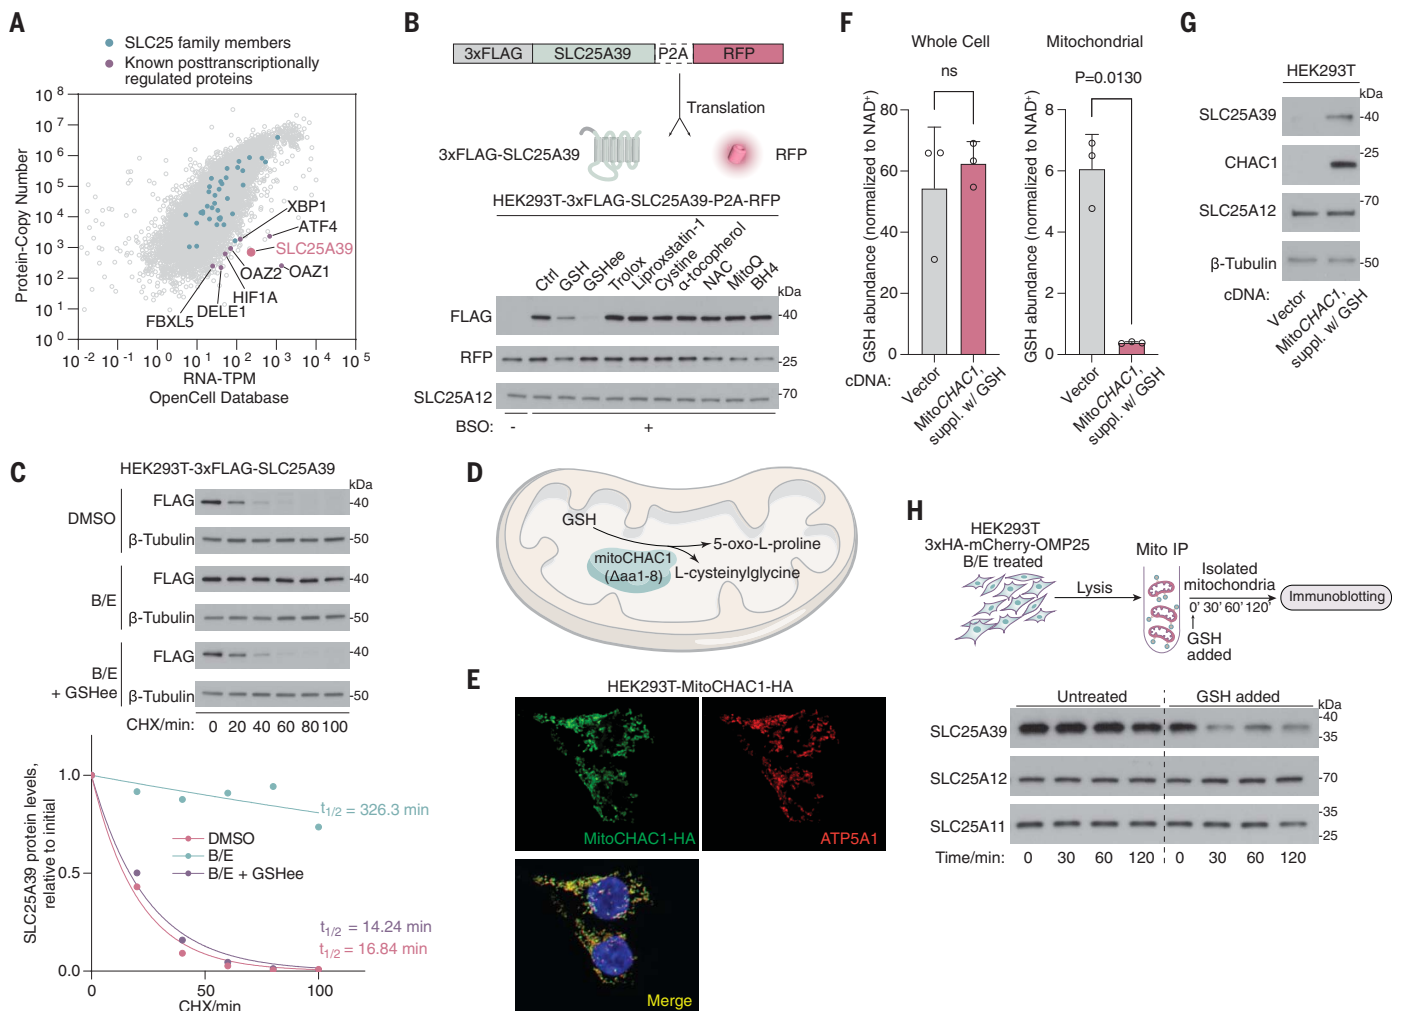 A
SLC25 family members
Known posttranscriptionally
regulated proteins
Protein-Copy Number
10 8
10 7
10 6
10 5
10 4
10 3
10 2
10 1
10 0
XBP1
ATF4
SLC25A39
OAZ2
OAZ1
HIF1A
DELE1
FBXL5
10 -2
10 -1
10 0
10 1
10 2
10 3
10 4
10 5
RNA-TPM
OpenCell Database
B
3xFLAG
SLC25A39
P2A
RFP
Translation
3xFLAG-SLC25A39
RFP
HEK293T-3xFLAG-SLC25A39-P2A-RFP
Ctrl
GSH
GSHee
Trolox
Liproxstatin-1
Cystine
α-tocopherol
NAC
MitoQ
BH4
kDa
FLAG
-40
RFP
-25
SLC25A12
-70
BSO:
-
+
C
HEK293T-3xFLAG-SLC25A39
kDa
DMSO
FLAG
-40
β-Tubulin
-50
B/E
FLAG
-40
β-Tubulin
-50
B/E
+ GSHee
FLAG
-40
β-Tubulin
-50
CHX/min:
0 20 40 60 80 100
SLC25A39 protein levels,
relative to initial
1.0
0.5
0.0
t1/2 = 326.3 min
DMSO
B/E
B/E + GSHee
t1/2 = 14.24 min
t1/2 = 16.84 min
0
50
100
CHX/min
D
GSH
5-oxo-L-proline
mitoCHAC1
(Δaa1-8)
L-cysteinylglycine
E
HEK293T-MitoCHAC1-HA
MitoCHAC1-HA
ATP5A1
Merge
F
Whole Cell
ns
GSH abundance (normalized to NAD+)
80
60
40
20
0
cDNA:
Vector
MitoCHAC1,
suppl. w/ GSH
Mitochondrial
P=0.0130
GSH abundance (normalized to NAD+)
8
6
4
2
0
Vector
MitoCHAC1,
suppl. w/ GSH
G
HEK293T
kDa
SLC25A39
-40
CHAC1
-25
SLC25A12
-70
β-Tubulin
-50
cDNA:
Vector
MitoCHAC1,
suppl. w/ GSH
H
HEK293T
3xHA-mCherry-OMP25
B/E treated
Lysis
Mito IP
Isolated
mitochondria
0' 30' 60' 120'
GSH
added
Immunoblotting
Untreated
GSH added
kDa
SLC25A39
-40
-35
SLC25A12
-70
SLC25A11
-35
-25
Time/min:
0 30 60 120 0 30 60 120